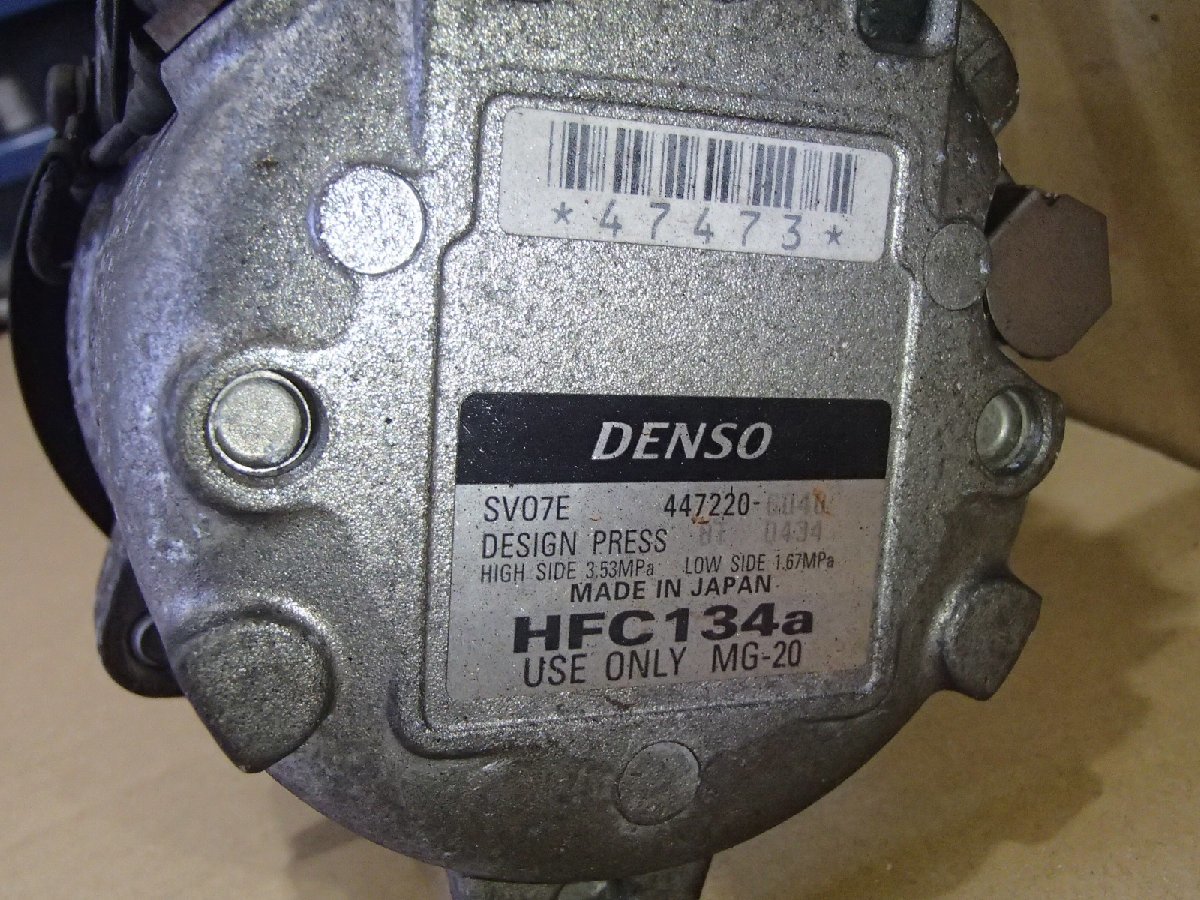 *47473*
DENSO
SV07E 447220-
DESIGN PRESS 0434
HIGH SIDE 3.53MPa LOW SIDE 1.67MPa
MADE IN JAPAN
HFC134a
USE ONLY MG-20